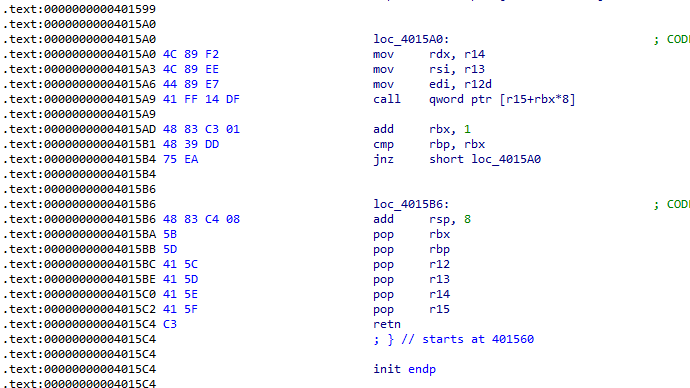 .text:0000000000401599
.text:00000000004015A0
.text:00000000004015A0 loc_4015A0: ; COD
.text:00000000004015A0 4C 89 F2 mov rdx, r14
.text:00000000004015A3 4C 89 EE mov rsi, r13
.text:00000000004015A6 44 89 E7 mov edi, r12d
.text:00000000004015A9 41 FF 14 DF call qword ptr [r15+rbx*8]
.text:00000000004015A9
.text:00000000004015AD 48 83 C3 01 add rbx, 1
.text:00000000004015B1 48 39 DD cmp rbp, rbx
.text:00000000004015B4 75 EA jnz short loc_4015A0
.text:00000000004015B4
.text:00000000004015B6
.text:00000000004015B6 loc_4015B6: ; COD
.text:00000000004015B6 48 83 C4 08 add rsp, 8
.text:00000000004015BA 5B pop rbx
.text:00000000004015BB 5D pop rbp
.text:00000000004015BC 41 5C pop r12
.text:00000000004015BE 41 5D pop r13
.text:00000000004015C0 41 5E pop r14
.text:00000000004015C2 41 5F pop r15
.text:00000000004015C4 C3 retn
.text:00000000004015C4 ; } // starts at 401560
.text:00000000004015C4
.text:00000000004015C4 init endp
.text:00000000004015C4